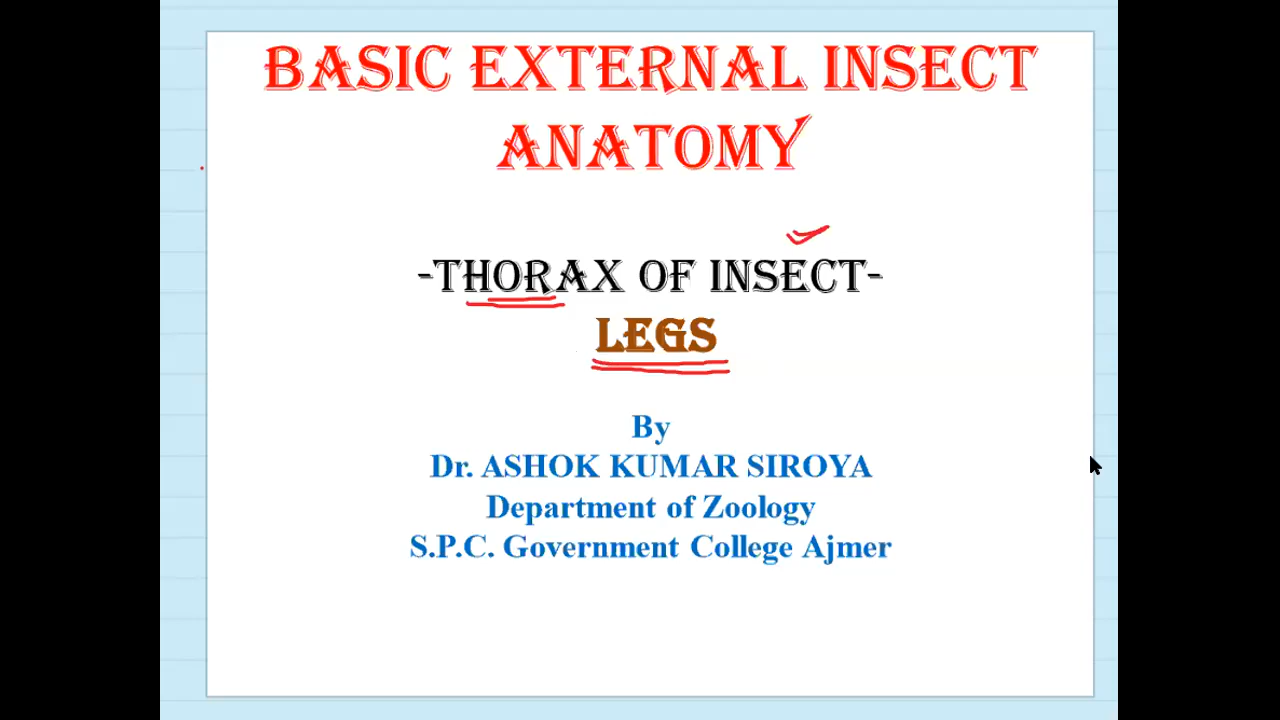 BASIC EXTERNAL INSECT
ANATOMY
-THORAX OF INSECT-
LEGS
By
Dr. ASHOK KUMAR SIROYA
Department of Zoology
S.P.C. Government College Ajmer